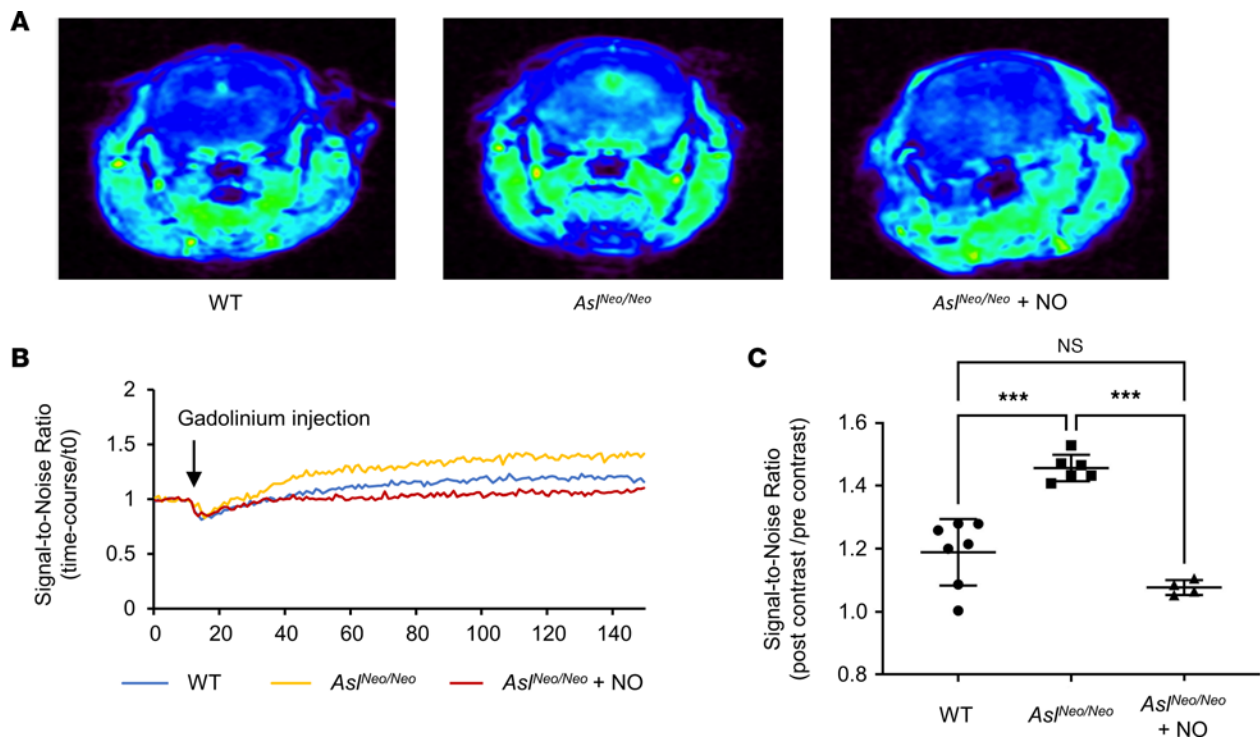 A
WT
Asl^Neo/Neo
Asl^Neo/Neo + NO
B
Signal-to-Noise Ratio
(time-course/t0)
2
1.5
1
0.5
0
Gadolinium injection
0 20 40 60 80 100 120 140
WT Asl^Neo/Neo Asl^Neo/Neo + NO
C
Signal-to-Noise Ratio
(post contrast /pre contrast)
NS
*** ***
1.6
1.4
1.2
1.0
0.8
WT Asl^Neo/Neo Asl^Neo/Neo
+ NO